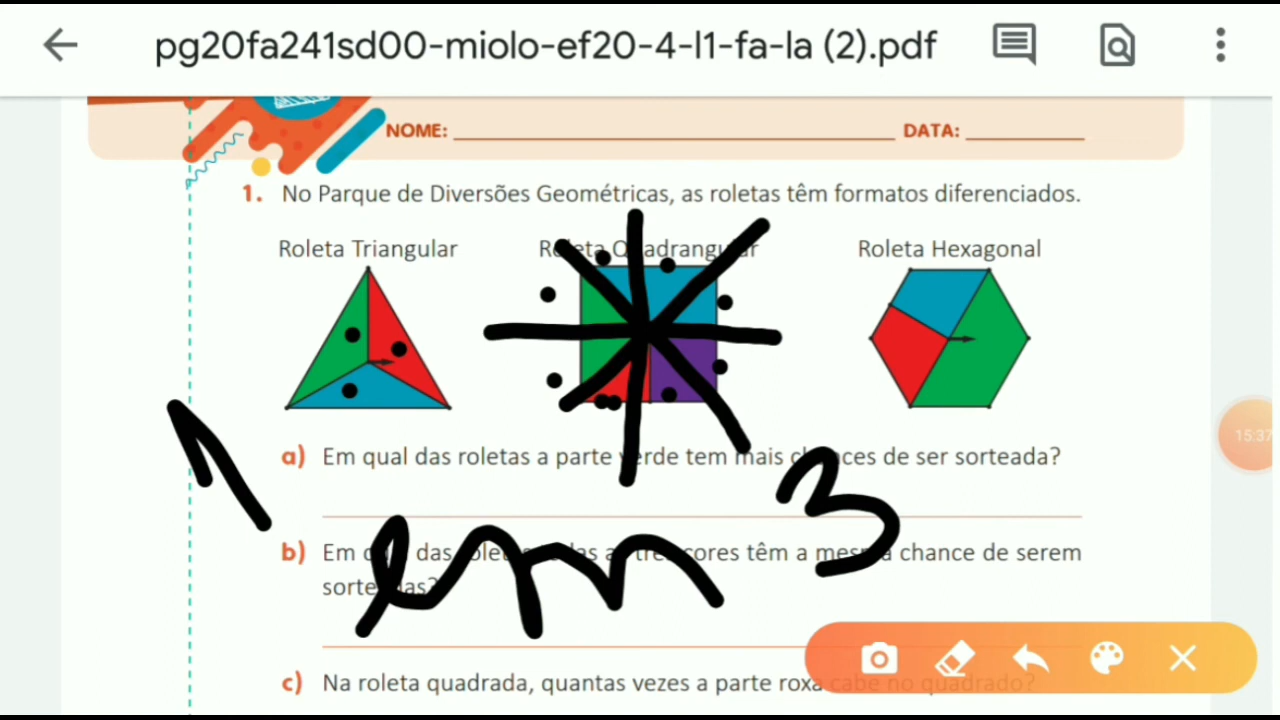 pg20fa241sd00-miolo-ef20-4-l1-fa-la (2).pdf
NOME: DATA:
1. No Parque de Diversões Geométricas, as roletas têm formatos diferenciados.
Roleta Triangular Roleta Quadrangular Roleta Hexagonal
a) Em qual das roletas a parte verde tem mais chances de ser sorteada?
1 em 3
b) Em das roletas as três cores têm a mesma chance de serem
sorteadas?
c) Na roleta quadrada, quantas vezes a parte roxa cabe no quadrado?
15:37